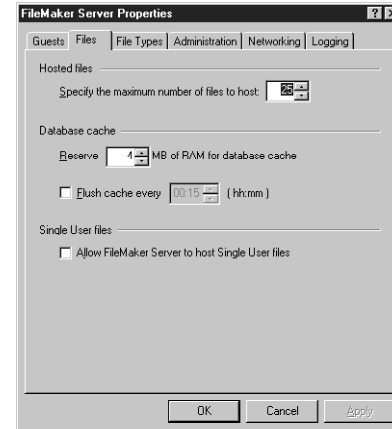 FileMaker Server Properties
Guests Files File Types Administration Networking Logging
Hosted files
Specify the maximum number of files to host: 25
Database cache
Reserve 4 MB of RAM for database cache
Flush cache every 00:15 ( hh:mm )
Single User files
Allow FileMaker Server to host Single User files
OK Cancel Apply